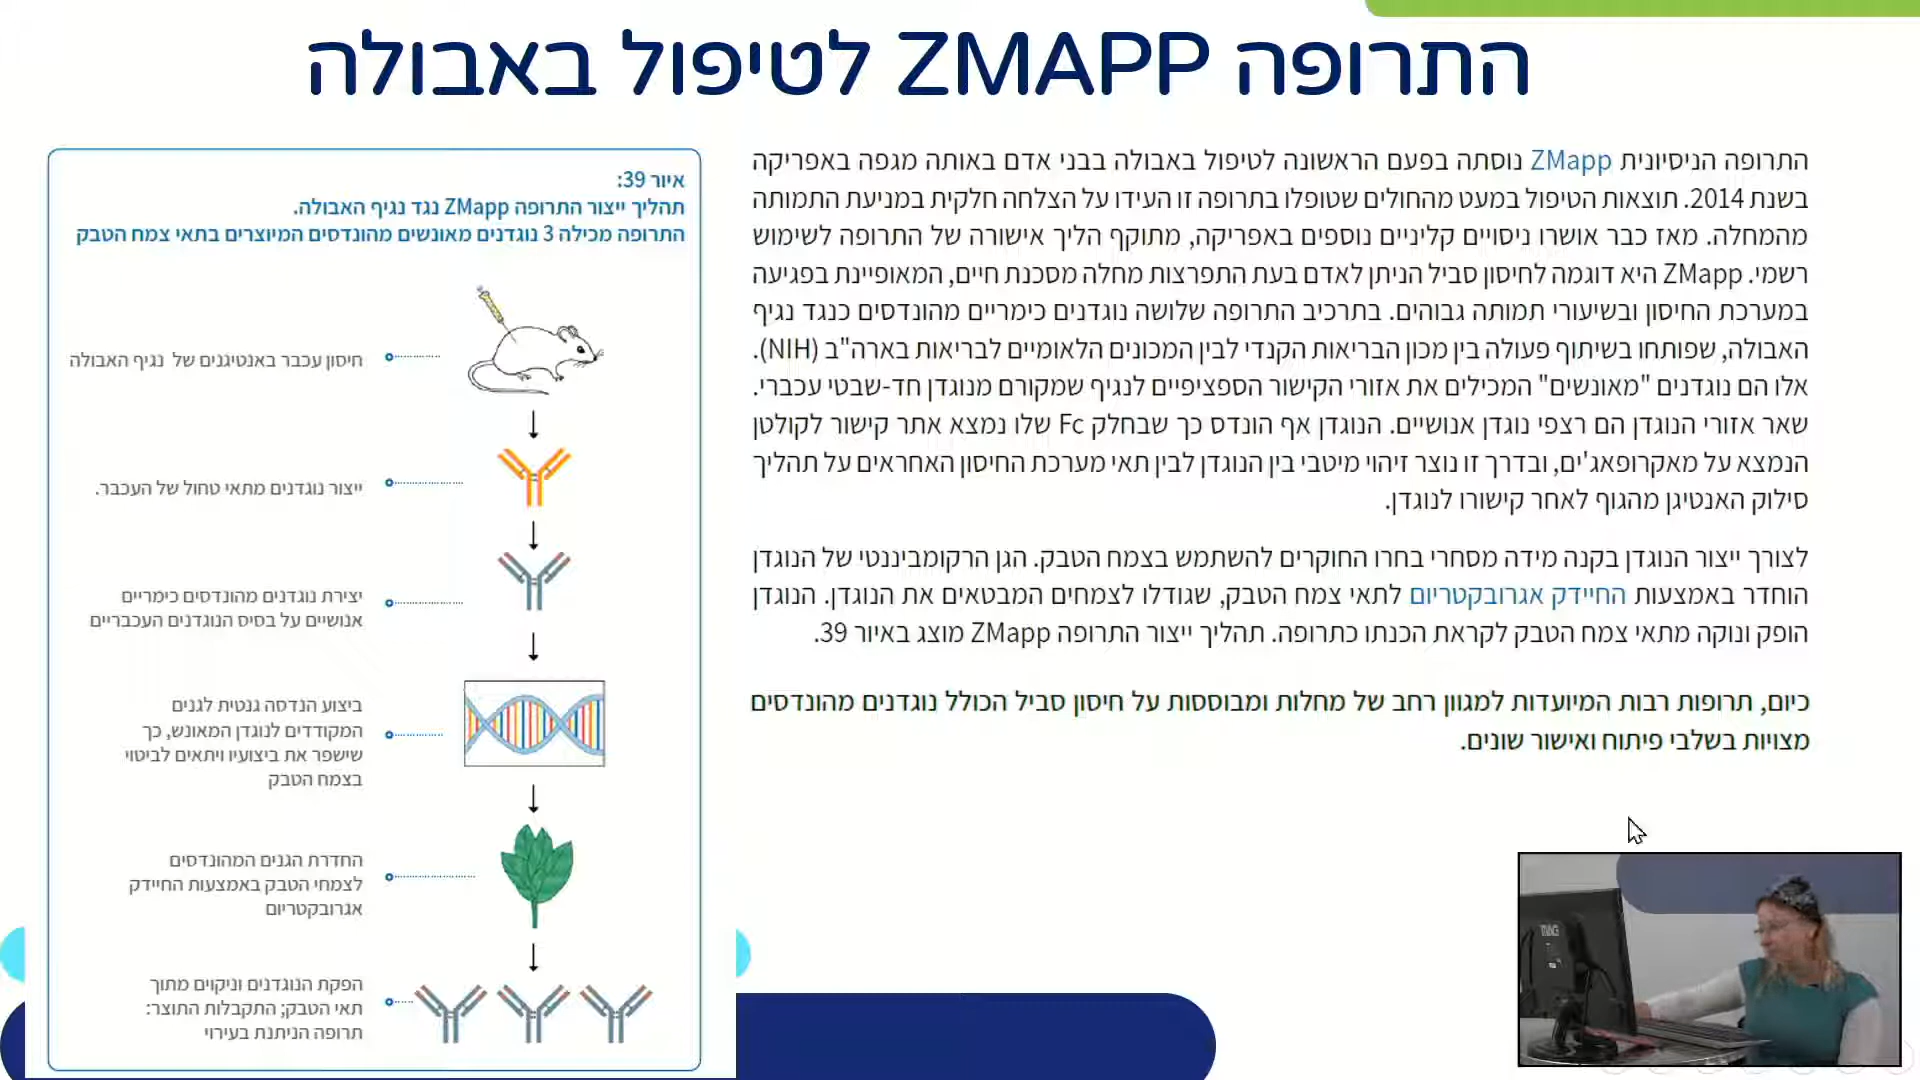 התרופה ZMAPP לטיפול באבולה
התרופה הניסיונית ZMapp נוסתה בפעם הראשונה לטיפול באבולה בבני אדם באותה מגפה באפריקה
בשנת 2014. תוצאות הטיפול במעט מהחולים שטופלו בתרופה זו העידו על הצלחה חלקית במניעת התמותה
מהמחלה. מאז כבר אושרו ניסויים קליניים נוספים באפריקה, מתוקף הליך אישורה של התרופה לשימוש
רשמי. ZMapp היא דוגמה לחיסון סביל הניתן לאדם בעת התפרצות מחלה מסכנת חיים, המאופיינת בפגיעה
במערכת החיסון ובשיעורי תמותה גבוהים. בתרכיב התרופה שלושה נוגדנים כימריים מהונדסים כנגד נגיף
האבולה, שפותחו בשיתוף פעולה בין מכון הבריאות הקנדי לבין המכונים הלאומיים לבריאות בארה"ב (NIH).
אלו הם נוגדנים "מאונשים" המכילים את אזורי הקישור הספציפיים לנגיף שמקורם מנוגדן חד-שבטי עכברי.
שאר אזורי הנוגדן הם רצפי נוגדן אנושיים. הנוגדן אף הונדס כך שבחלק Fc שלו נמצא אתר קישור לקולטן
הנמצא על מאקרופאג'ים, ובדרך זו נוצר זיהוי מיטבי בין הנוגדן לבין תאי מערכת החיסון האחראים על תהליך
סילוק האנטיגן מהגוף לאחר קישורו לנוגדן.
לצורך ייצור הנוגדן בקנה מידה מסחרי בחרו החוקרים להשתמש בצמח הטבק. הגן הרקומביננטי של הנוגדן
הוחדר באמצעות החיידק אגרובקטריום לתאי צמח הטבק, שגודלו לצמחים המבטאים את הנוגדן. הנוגדן
הופק ונוקה מתאי צמח הטבק לקראת הכנתו כתרופה. תהליך ייצור התרופה ZMapp מוצג באיור 39.
כיום, תרופות רבות המיועדות למגוון רחב של מחלות ומבוססות על חיסון סביל הכולל נוגדנים מהונדסים
מצויות בשלבי פיתוח ואישור שונים.
איור 39:
תהליך ייצור התרופה ZMapp נגד נגיף האבולה.
התרופה מכילה 3 נוגדנים מאונשים מהונדסים המיוצרים בתאי צמח הטבק
חיסון עכבר באנטיגנים של נגיף האבולה
ייצור נוגדנים מתאי טחול של העכבר.
יצירת נוגדנים מהונדסים כימריים
אנושיים על בסיס הנוגדנים העכבריים
ביצוע הנדסה גנטית לגנים
המקודדים לנוגדן המאונש, כך
שישפר את ביצועיו ויתאים לביטוי
בצמח הטבק
החדרת הגנים המהונדסים
לצמחי הטבק באמצעות החיידק
אגרובקטריום
הפקת הנוגדנים וניקוים מתוך
תאי הטבק; התקבלות התוצר:
תרופה הניתנת בעירוי